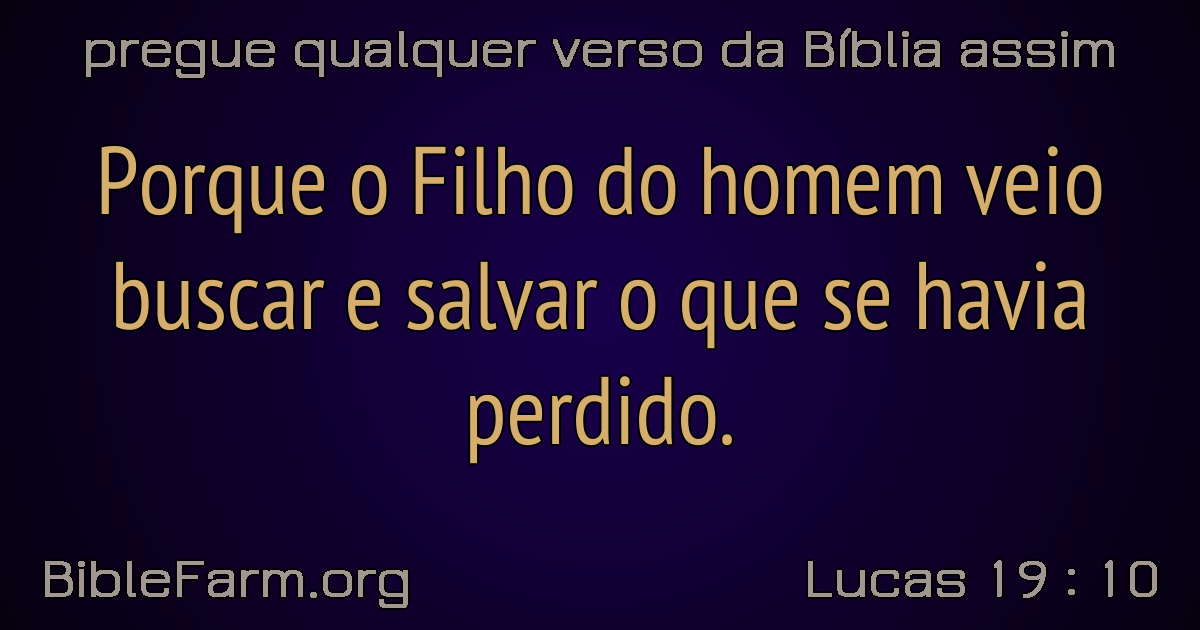 pregue qualquer verso da Bíblia assim
Porque o Filho do homem veio
buscar e salvar o que se havia
perdido.
BibleFarm.org
Lucas 19 : 10